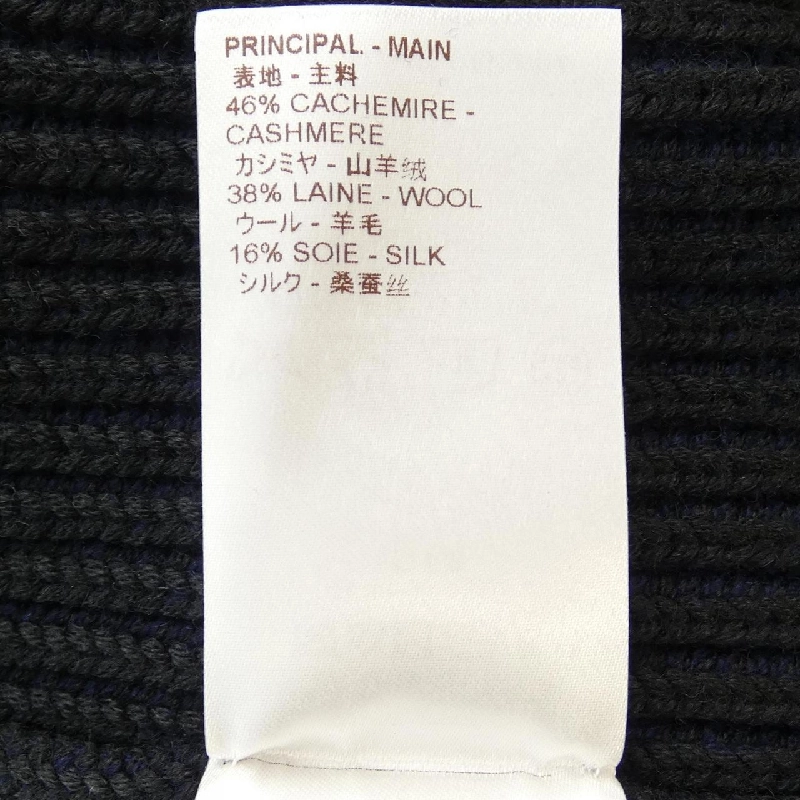 PRINCIPAL - MAIN
表地 - 主料
46% CACHEMIRE -
CASHMERE
カシミヤ - 山羊绒
38% LAINE - WOOL
ウール - 羊毛
16% SOIE - SILK
シルク - 桑蚕丝